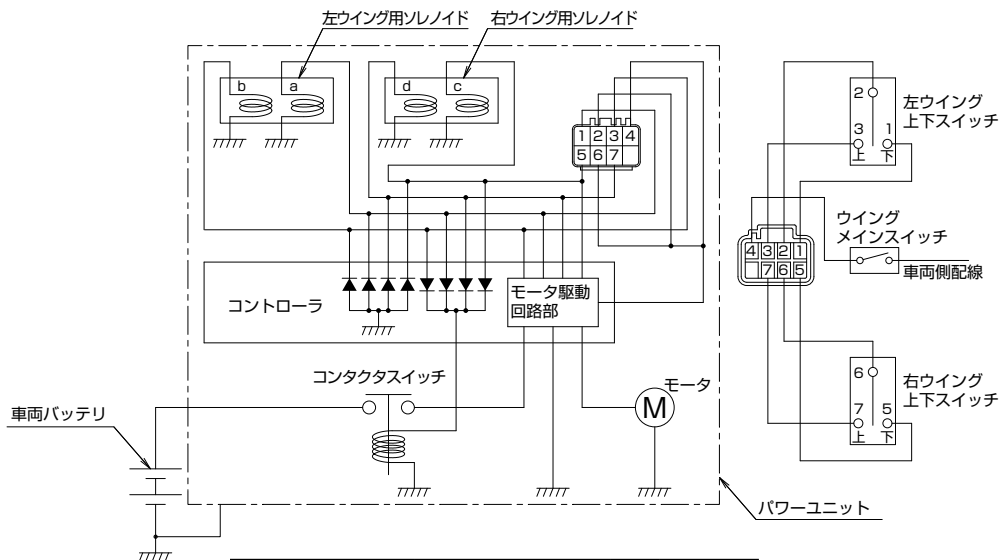 左ウイング用ソレノイド
右ウイング用ソレノイド
b a
d c
1 2 3 4
5 6 7
コントローラ
モータ駆動
回路部
コンタクタスイッチ
モータ
M
車両バッテリ
パワーユニット
2
3 1
上 下
左ウイング
上下スイッチ
ウイング
メインスイッチ
車両側配線
4 3 2 1
7 6 5
6
7 5
上 下
右ウイング
上下スイッチ